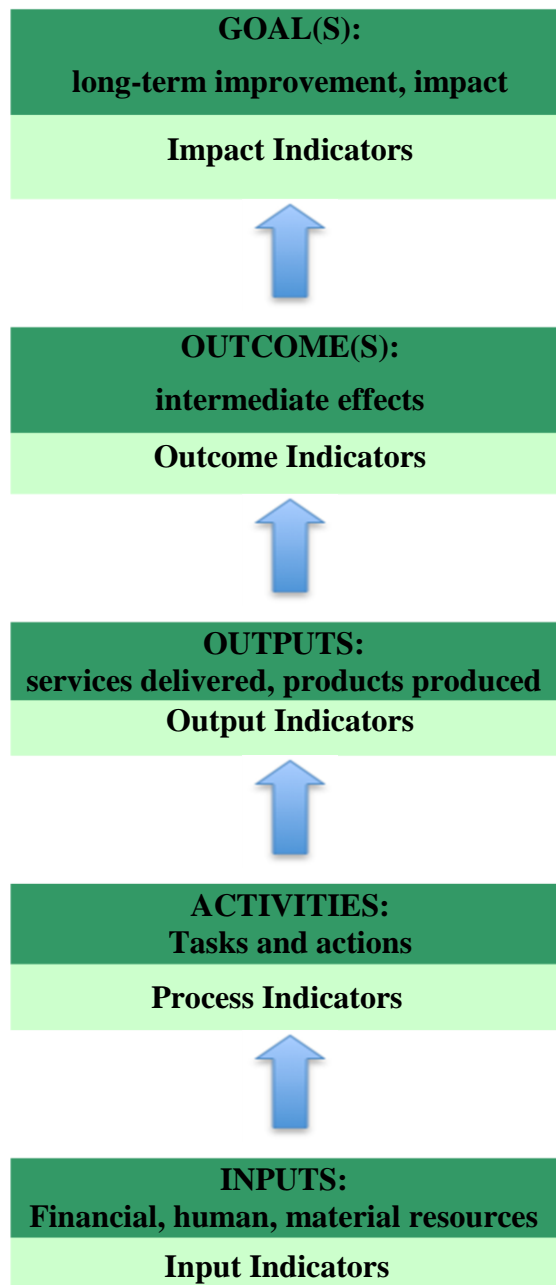 GOAL(S):
long-term improvement, impact
Impact Indicators
OUTCOME(S):
intermediate effects
Outcome Indicators
OUTPUTS:
services delivered, products produced
Output Indicators
ACTIVITIES:
Tasks and actions
Process Indicators
INPUTS:
Financial, human, material resources
Input Indicators